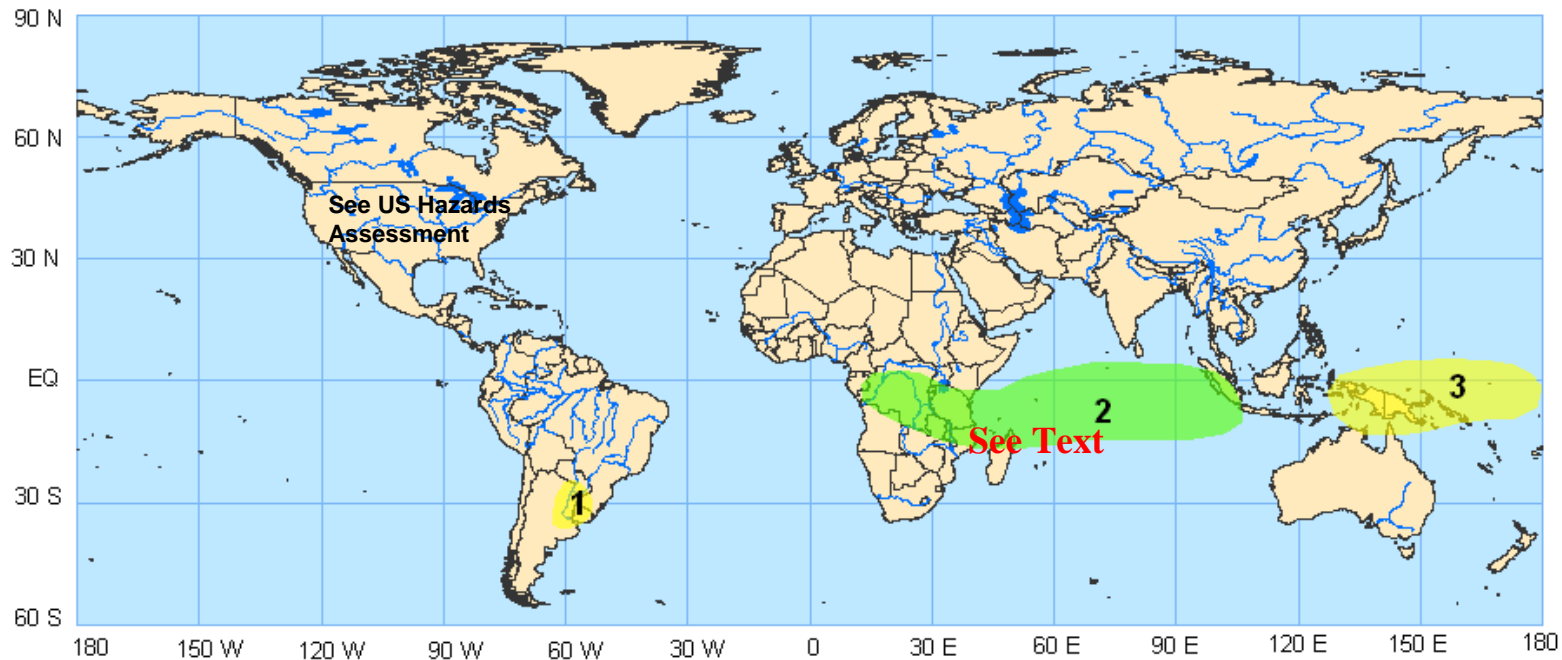 90 N
60 N
See US Hazards
Assessment
30 N
EQ
3
2
See Text
30 S
1
60 S
180 150 W 120 W 90 W 60 W 30 W 0 30 E 60 E 90 E 120 E 150 E 180